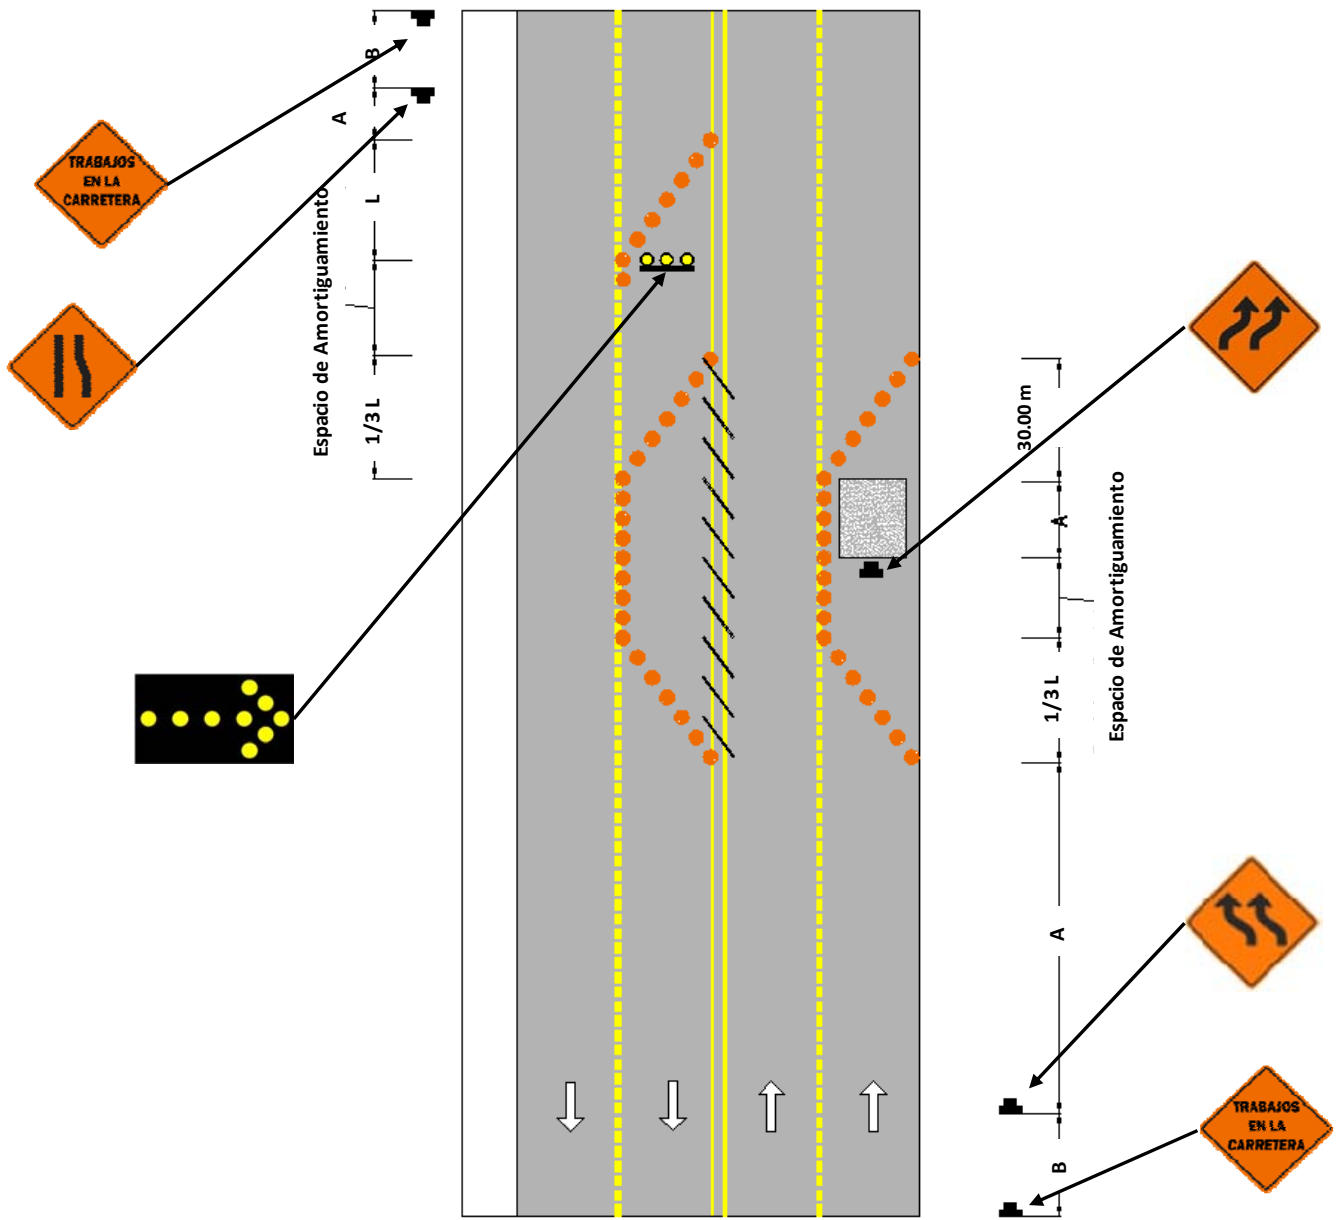 B
A
TRABAJOS
EN LA
CARRETERA
L
Espacio de Amortiguamiento
1/3 L
30.00 m
A
Espacio de Amortiguamiento
1/3 L
A
TRABAJOS
EN LA
CARRETERA
B